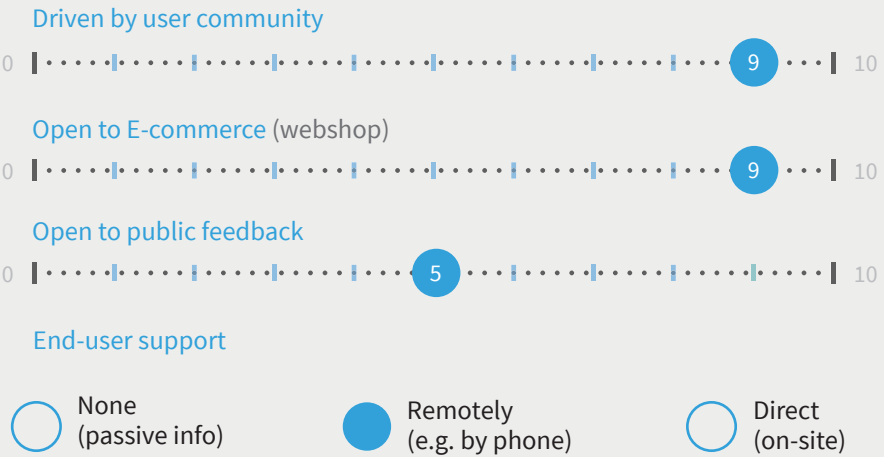 Driven by user community
0 9 10
Open to E-commerce (webshop)
0 9 10
Open to public feedback
0 5 10
End-user support
None
(passive info)
Remotely
(e.g. by phone)
Direct
(on-site)